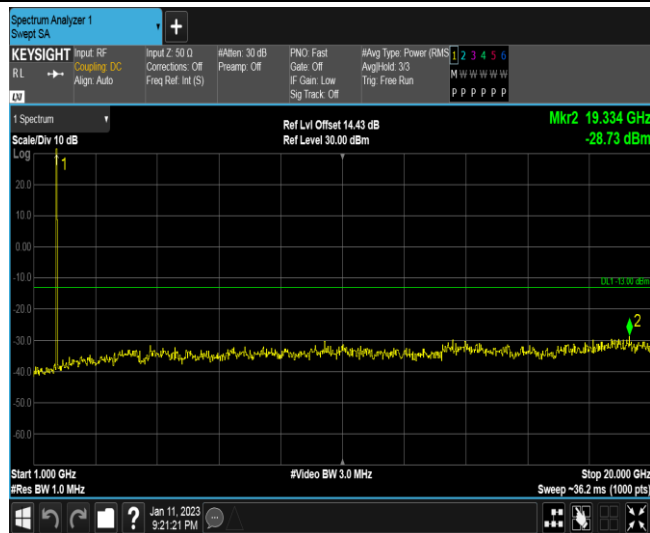 Spectrum Analyzer 1
Swept SA
+
KEYSIGHT
RL
LXI
Input: RF
Coupling: DC
Align: Auto
Input Z: 50 Ω
Corrections: Off
Freq Ref: Int (S)
#Atten: 30 dB
Preamp: Off
PNO: Fast
Gate: Off
IF Gain: Low
Sig Track: Off
#Avg Type: Power (RMS
Avg|Hold: 3/3
Trig: Free Run
1 2 3 4 5 6
M W W W W W
P P P P P P
1 Spectrum
Scale/Div 10 dB
Log
Ref Lvl Offset 14.43 dB
Ref Level 30.00 dBm
Mkr2 19.334 GHz
-28.73 dBm
1
20.0
10.0
0.00
-10.0
DL1 -13.00 dBm
2
-20.0
-30.0
-40.0
-50.0
-60.0
Start 1.000 GHz
#Res BW 1.0 MHz
#Video BW 3.0 MHz
Stop 20.000 GHz
Sweep ~36.2 ms (1000 pts)
?
Jan 11, 2023
9:21:21 PM